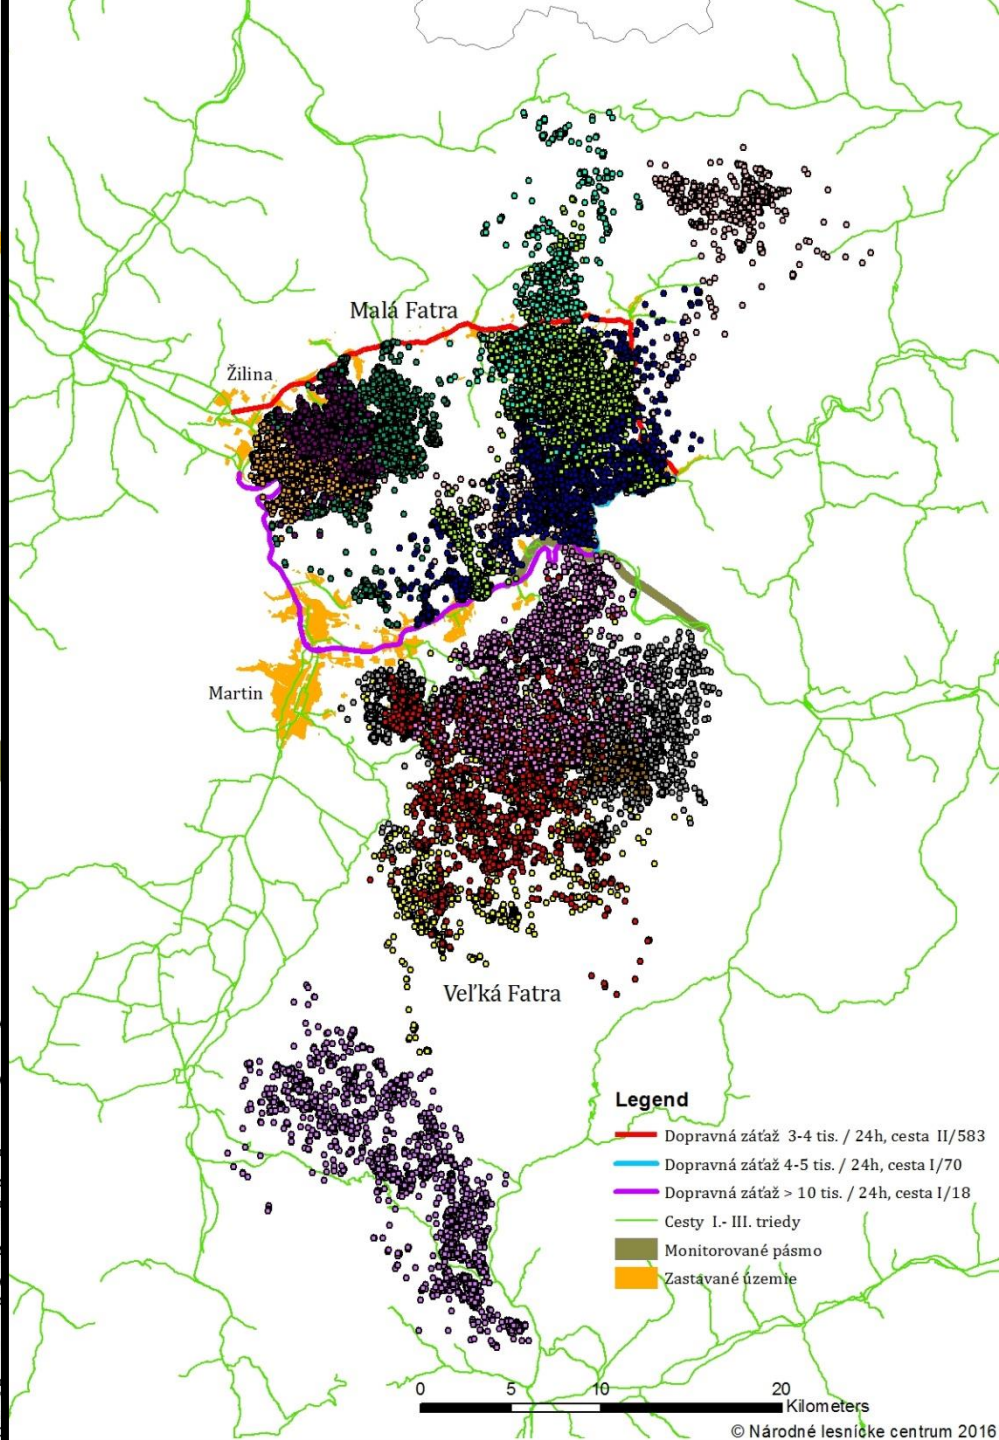 Malá Fatra
Žilina
Martin
Veľká Fatra
Legend
Dopravná záťaž 3-4 tis. / 24h, cesta II/583
Dopravná záťaž 4-5 tis. / 24h, cesta I/70
Dopravná záťaž > 10 tis. / 24h, cesta I/18
Cesty I.- III. triedy
Monitorované pásmo
Zastavané územie
0 5 10 20
Kilometers
© Národné lesnícke centrum 2016